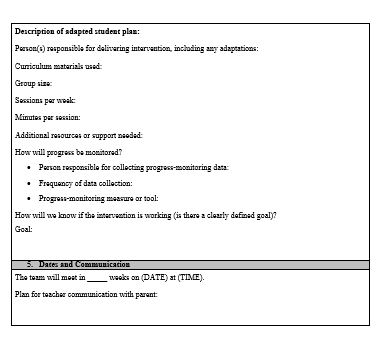 Description of adapted student plan:
Person(s) responsible for delivering intervention, including any adaptations:
Curriculum materials used:
Group size:
Sessions per week:
Minutes per session:
Additional resources or support needed:
How will progress be monitored?
• Person responsible for collecting progress-monitoring data:
• Frequency of data collection:
• Progress-monitoring measure or tool:
How will we know if the intervention is working (is there a clearly defined goal)?
Goal:
5. Dates and Communication
The team will meet in _____ weeks on (DATE) at (TIME).
Plan for teacher communication with parent: